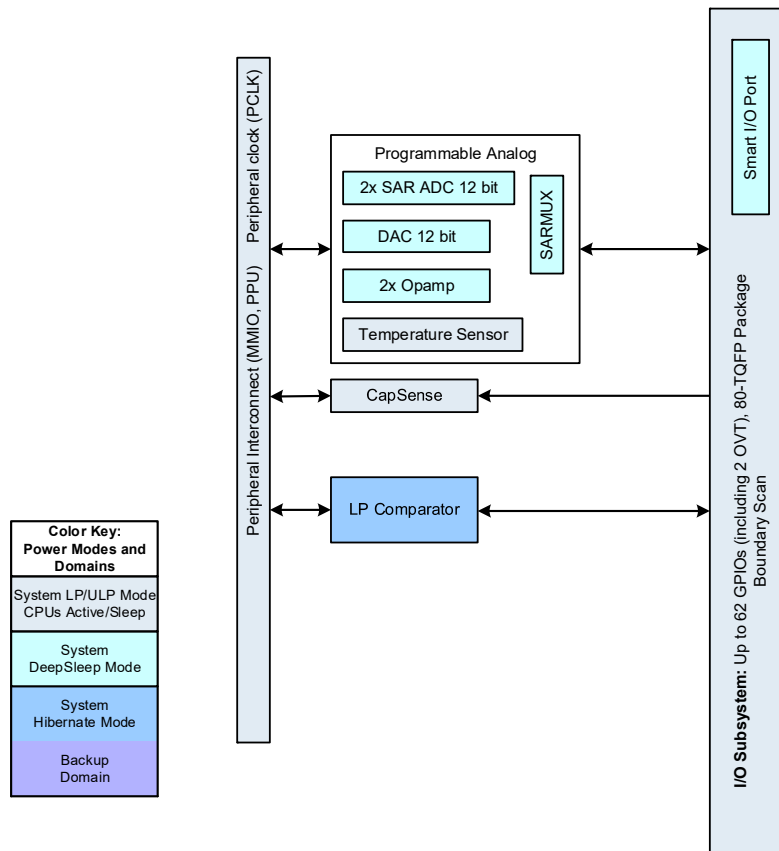 Peripheral Interconnect (MMIO, PPU) Peripheral clock (PCLK)
Programmable Analog
2x SAR ADC 12 bit
DAC 12 bit
2x Opamp
Temperature Sensor
SARMUX
CapSense
LP Comparator
Smart I/O Port
I/O Subsystem: Up to 62 GPIOs (including 2 OVT), 80-TQFP Package
Boundary Scan
Color Key:
Power Modes and
Domains
System LP/ULP Mode
CPUs Active/Sleep
System
DeepSleep Mode
System
Hibernate Mode
Backup
Domain